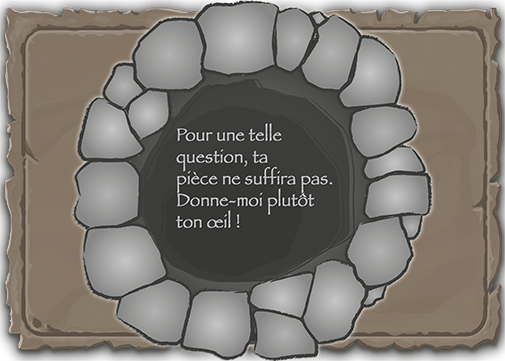 Pour une telle
question, ta
pièce ne suffira pas.
Donne-moi plutôt
ton œil !